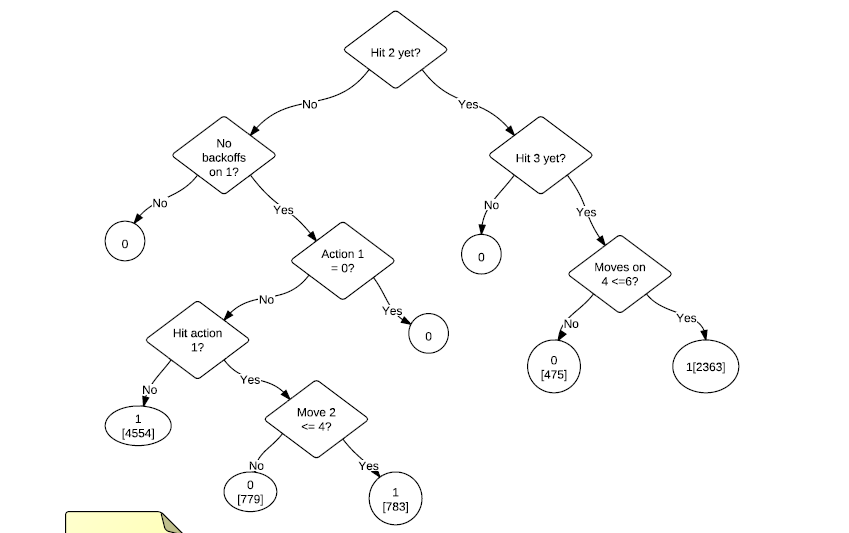 Hit 2 yet?
No
Yes
No
backoffs
on 1?
Hit 3 yet?
No
Yes
No
Yes
0
0
Action 1
= 0?
Moves on
4 <=6?
No
Yes
No
Yes
Hit action
1?
0
0
[475]
1[2363]
No
Yes
1
[4554]
Move 2
<= 4?
No
Yes
0
[779]
1
[783]